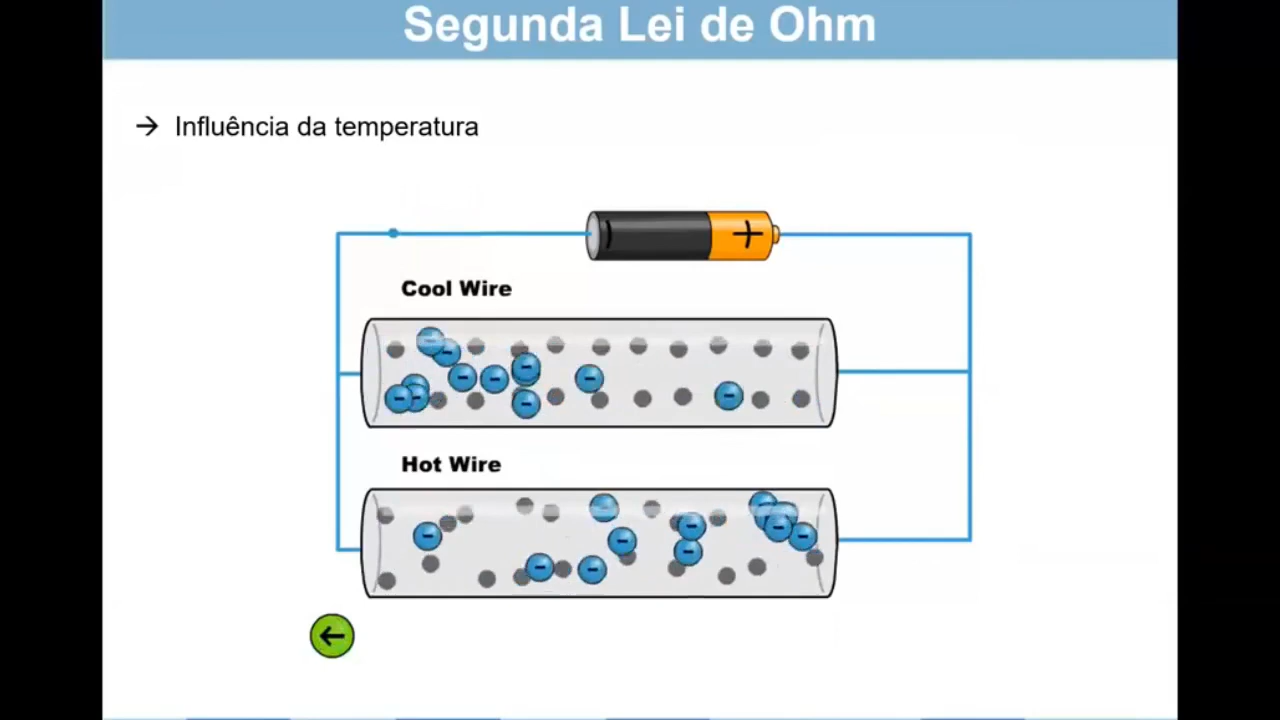 Segunda Lei de Ohm
→ Influência da temperatura
+
Cool Wire
Hot Wire